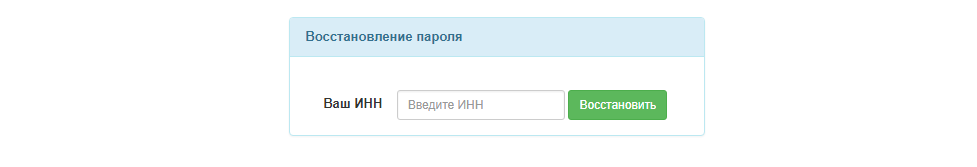 Восстановление пароля
Ваш ИНН Введите ИНН Восстановить